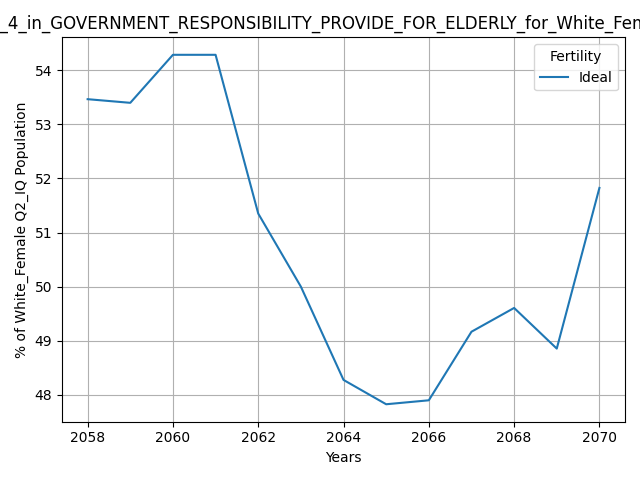 _4_in_GOVERNMENT_RESPONSIBILITY_PROVIDE_FOR_ELDERLY_for_White_Fem
Fertility
Ideal
% of White_Female Q2_IQ Population
54
53
52
51
50
49
48
2058 2060 2062 2064 2066 2068 2070
Years